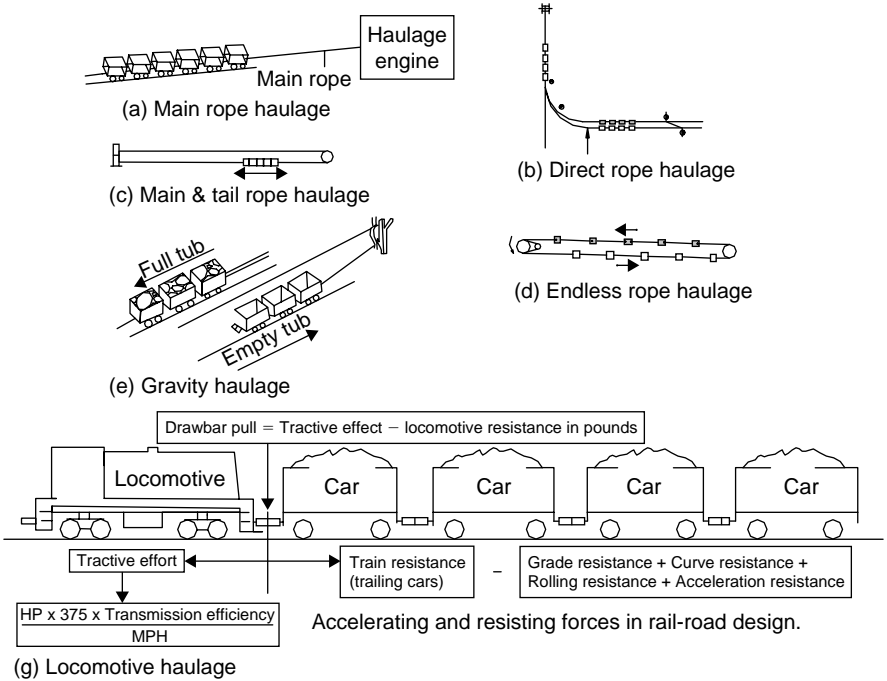 Haulage
engine
Main rope
(a) Main rope haulage
(b) Direct rope haulage
(c) Main & tail rope haulage
(d) Endless rope haulage
Full tub
Empty tub
(e) Gravity haulage
Drawbar pull = Tractive effect − locomotive resistance in pounds
Locomotive
Car
Car
Car
Car
Tractive effort
Train resistance
(trailing cars)
−
Grade resistance + Curve resistance +
Rolling resistance + Acceleration resistance
HP x 375 x Transmission efficiency
MPH
Accelerating and resisting forces in rail-road design.
(g) Locomotive haulage